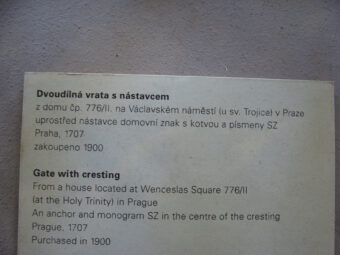 Dvoudílná vrata s nástavcem
z domu čp. 776/II. na Václavském náměstí (u sv. Trojice) v Praze
uprostřed nástavce domovní znak s kotvou a písmeny SZ
Praha, 1707
zakoupeno 1900
Gate with cresting
From a house located at Wenceslas Square 776/II
(at the Holy Trinity) in Prague
An anchor and monogram SZ in the centre of the cresting
Prague, 1707
Purchased in 1900